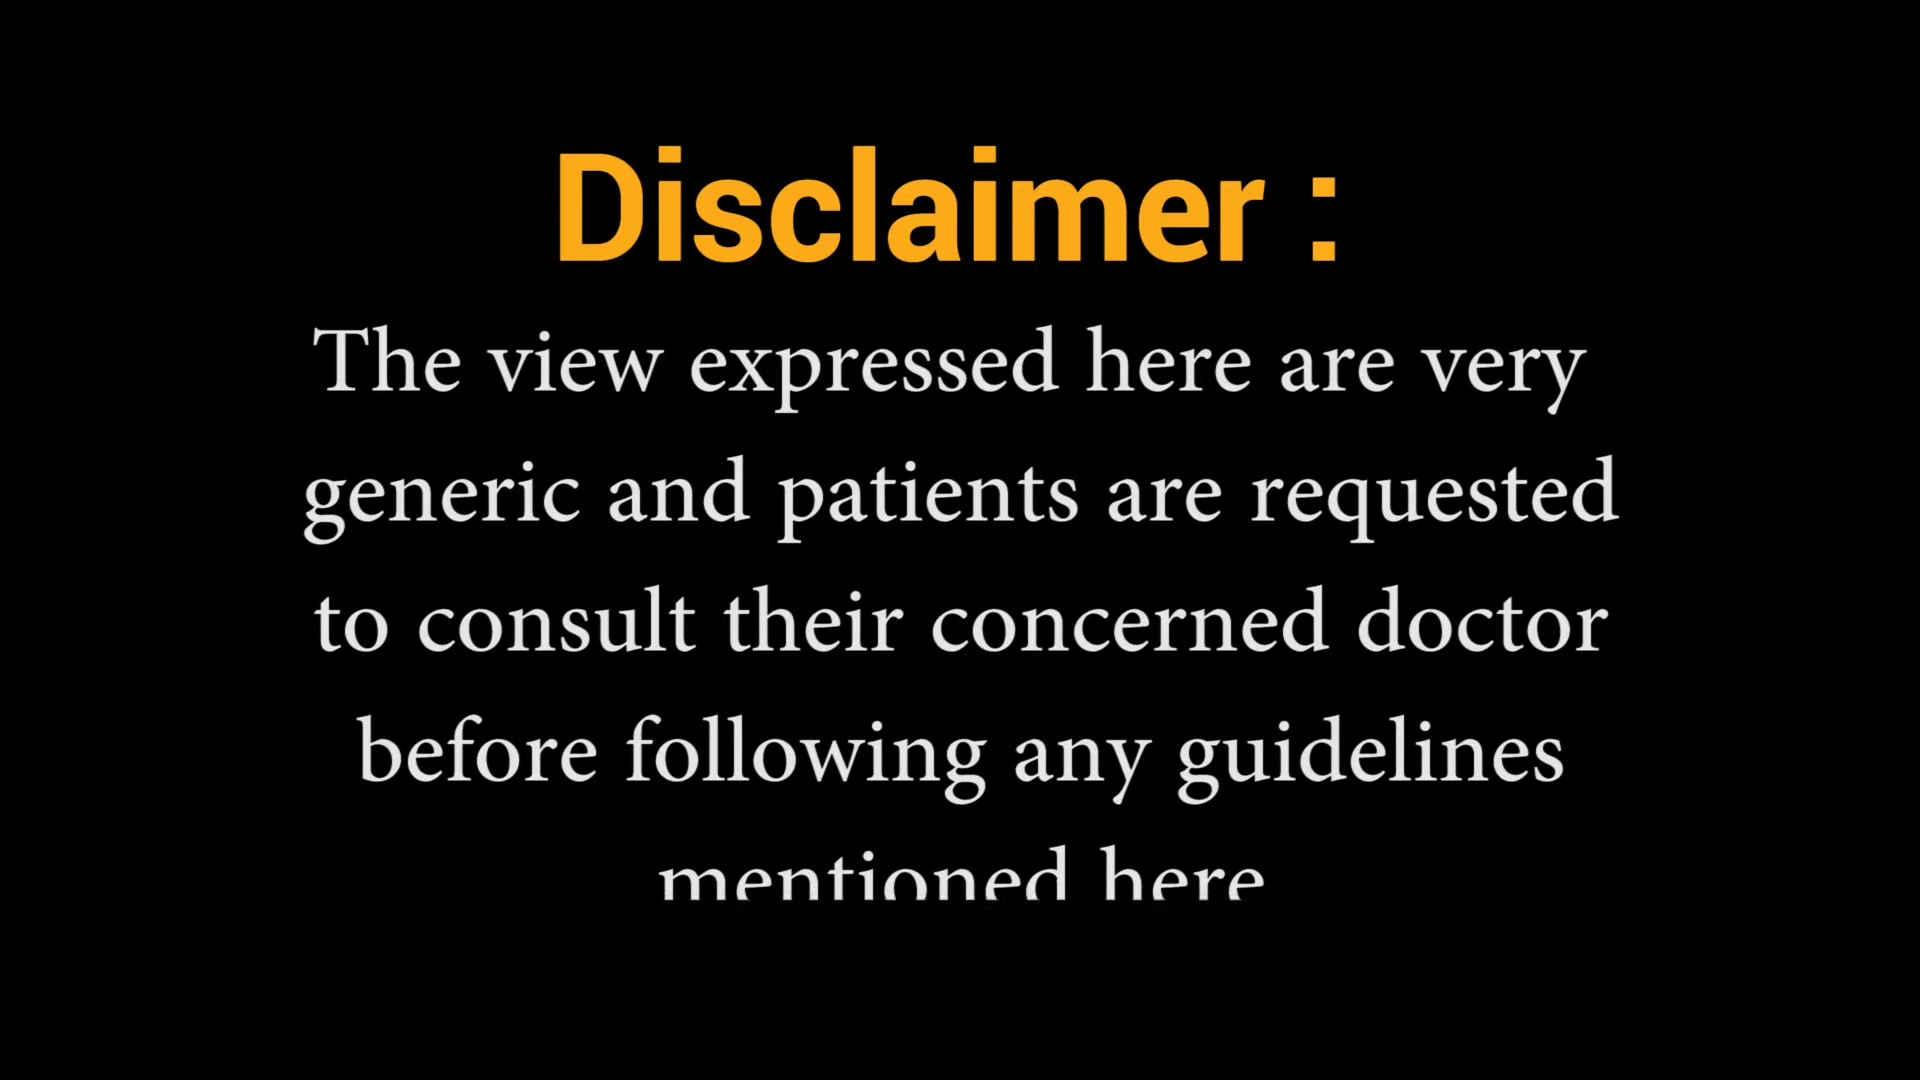 Disclaimer :
The view expressed here are very
generic and patients are requested
to consult their concerned doctor
before following any guidelines
mentioned here